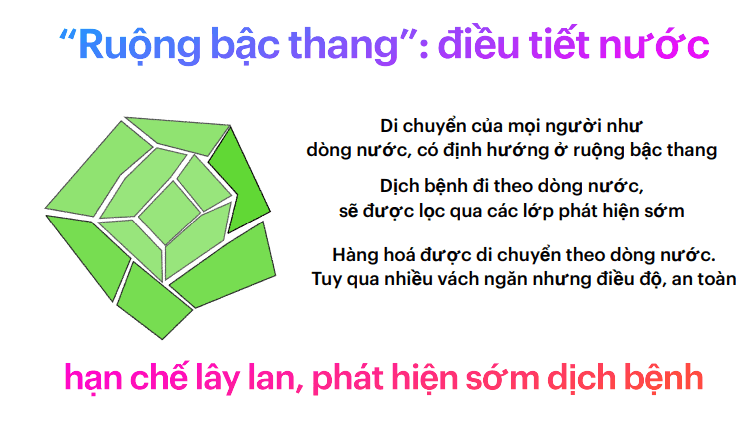 “Ruộng bậc thang”: điều tiết nước
Di chuyển của mọi người như
dòng nước, có định hướng ở ruộng bậc thang
Dịch bệnh đi theo dòng nước,
sẽ được lọc qua các lớp phát hiện sớm
Hàng hoá được di chuyển theo dòng nước.
Tuy qua nhiều vách ngăn nhưng điều độ, an toàn
hạn chế lây lan, phát hiện sớm dịch bệnh